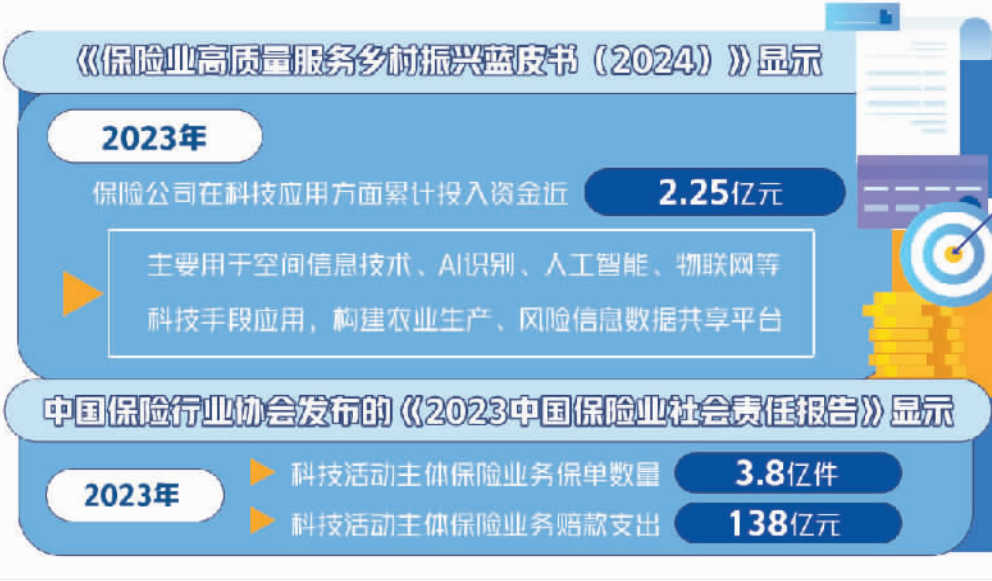 《保险业高质量服务乡村振兴蓝皮书（2024）》显示
2023年
保险公司在科技应用方面累计投入资金近 2.25亿元
主要用于空间信息技术、AI识别、人工智能、物联网等
科技手段应用，构建农业生产、风险信息数据共享平台
中国保险行业协会发布的《2023中国保险业社会责任报告》显示
2023年
科技活动主体保险业务保单数量 3.8亿件
科技活动主体保险业务赔款支出 138亿元